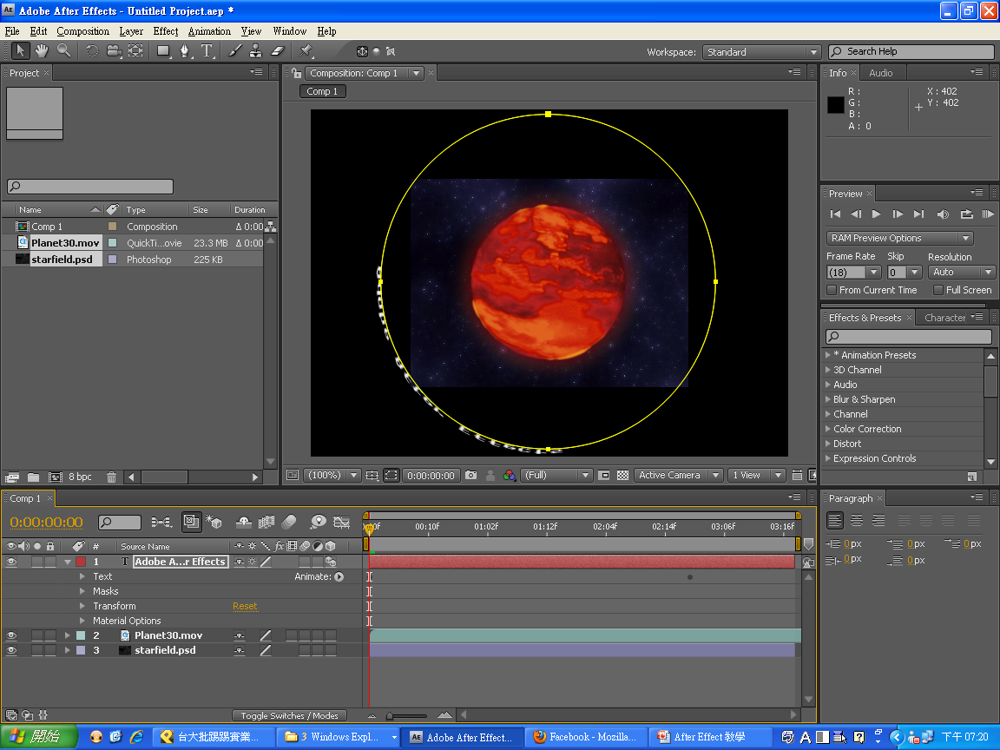 Adobe After Effects - Untitled Project.aep *
File Edit Composition Layer Effect Animation View Window Help
Workspace: Standard Search Help
Project × Composition: Comp 1 × Info × Audio
Comp 1
R :
G :
B :
A : 0
X : 402
Y : 402
Name Type Size Duration
Comp 1 Composition Δ 0:00
Planet30.mov QuickTi...ovie 23.3 MB Δ 0:00
starfield.psd Photoshop 225 KB
Preview ×
RAM Preview Options
Frame Rate Skip Resolution
(18) 0 Auto
From Current Time Full Screen
Effects & Presets × Character
* Animation Presets
3D Channel
Audio
Blur & Sharpen
Channel
Color Correction
Distort
Expression Controls
8 bpc (100%) 0:00:00:00 (Full) Active Camera 1 View
Comp 1 × Paragraph ×
0:00:00:00
00F 00:10F 01:02F 01:12F 02:04F 02:14F 03:06F 03:16F
# Source Name fx
1 T Adobe A...r Effects
Text Animate:
Masks
Transform Reset
Material Options
2 Planet30.mov
3 starfield.psd
0 px 0 px 0 px
0 px 0 px
Toggle Switches / Modes
開始 台大批踢踢實業... 3 Windows Expl... Adobe After Effect... Facebook - Mozilla... After Effect 教學 下午 07:20